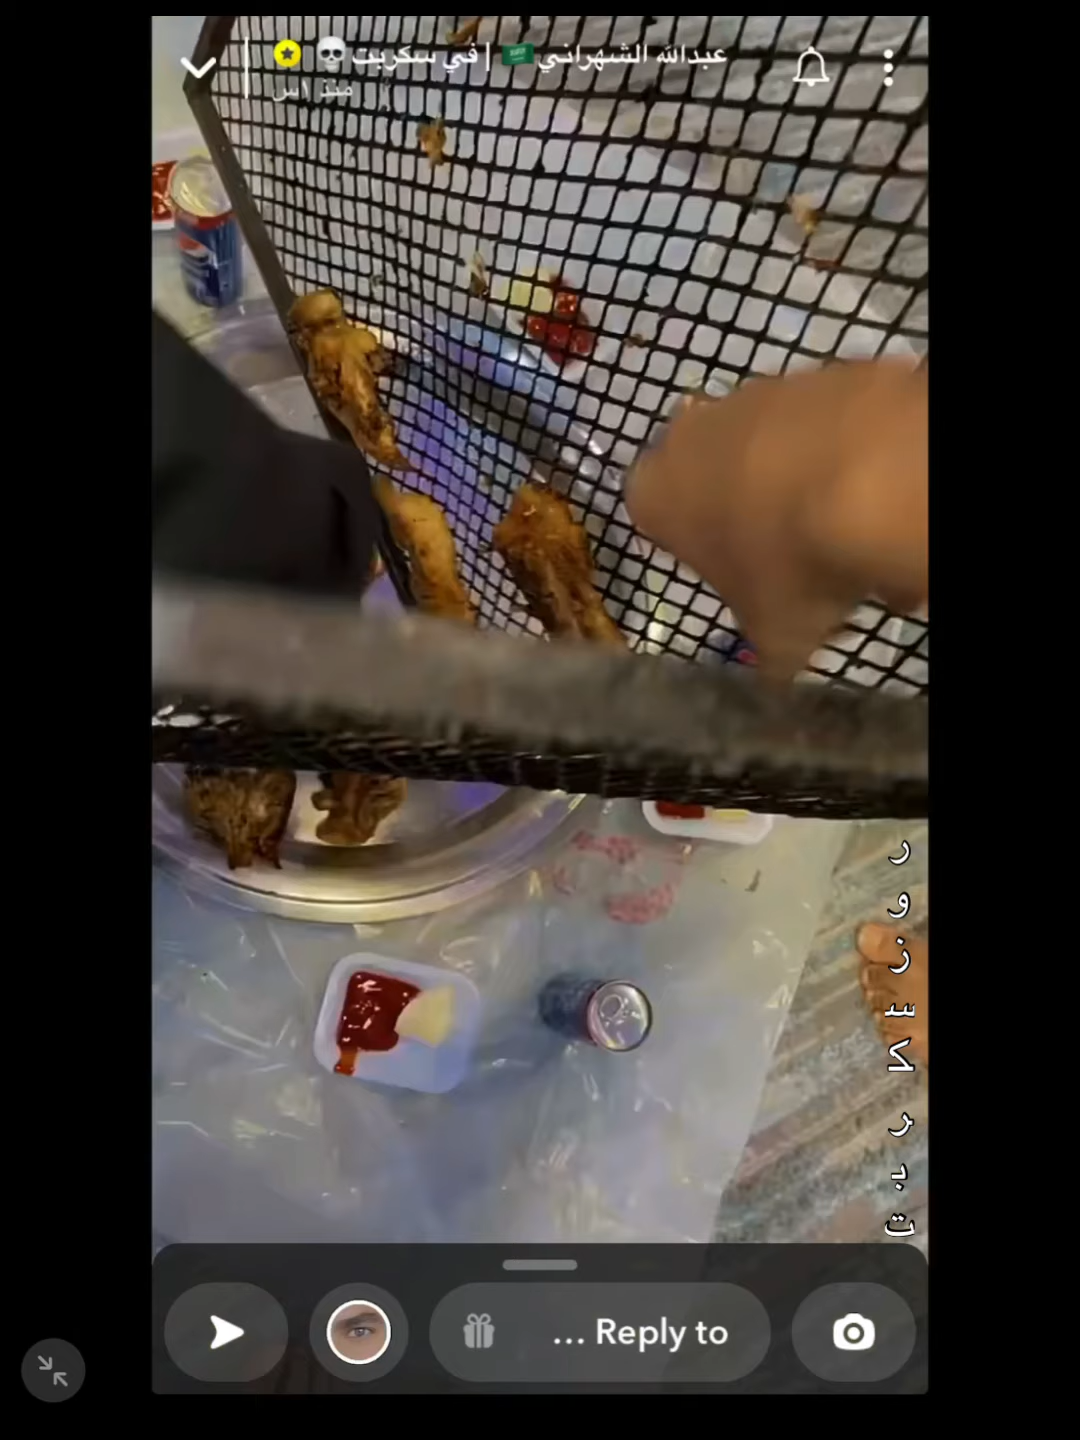 عبدالله الشهراني🇸🇦 | في سكربت💀
منذ ١س
ر
و
ز
س
ک
ر
ب
ت
Reply to ...